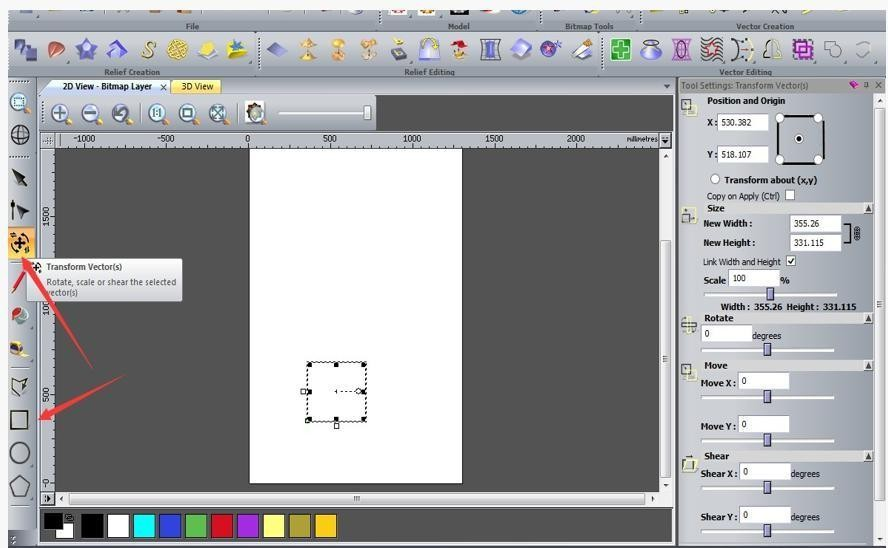 File
Model
Bitmap Tools
Vector Creation
Relief Creation
Relief Editing
Vector Editing
2D View - Bitmap Layer
3D View
-1000
-500
0
500
1000
1500
2000
millimetres
1500
500
0
Transform Vector(s)
Rotate, scale or shear the selected
vector(s)
Tool Settings: Transform Vector(s)
Position and Origin
X: 530.382
Y: 518.107
Transform about (x,y)
Copy on Apply (Ctrl)
Size
New Width : 355.26
New Height : 331.115
Link Width and Height
Scale 100 %
Width : 355.26 Height : 331.115
Rotate
0 degrees
Move
Move X : 0
Move Y : 0
Shear
Shear X : 0 degrees
Shear Y : 0 degrees